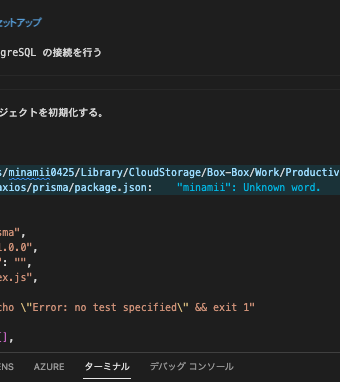 セットアップ
greSQL の接続を行う
ジェクトを初期化する。
s/minamii0425/Library/CloudStorage/Box-Box/Work/Productiv
axios/prisma/package.json: "minamii": Unknown word.
sma",
1.0.0",
": "",
ex.js",
cho \"Error: no test specified\" && exit 1"
[],
ENS AZURE ターミナル デバッグ コンソール